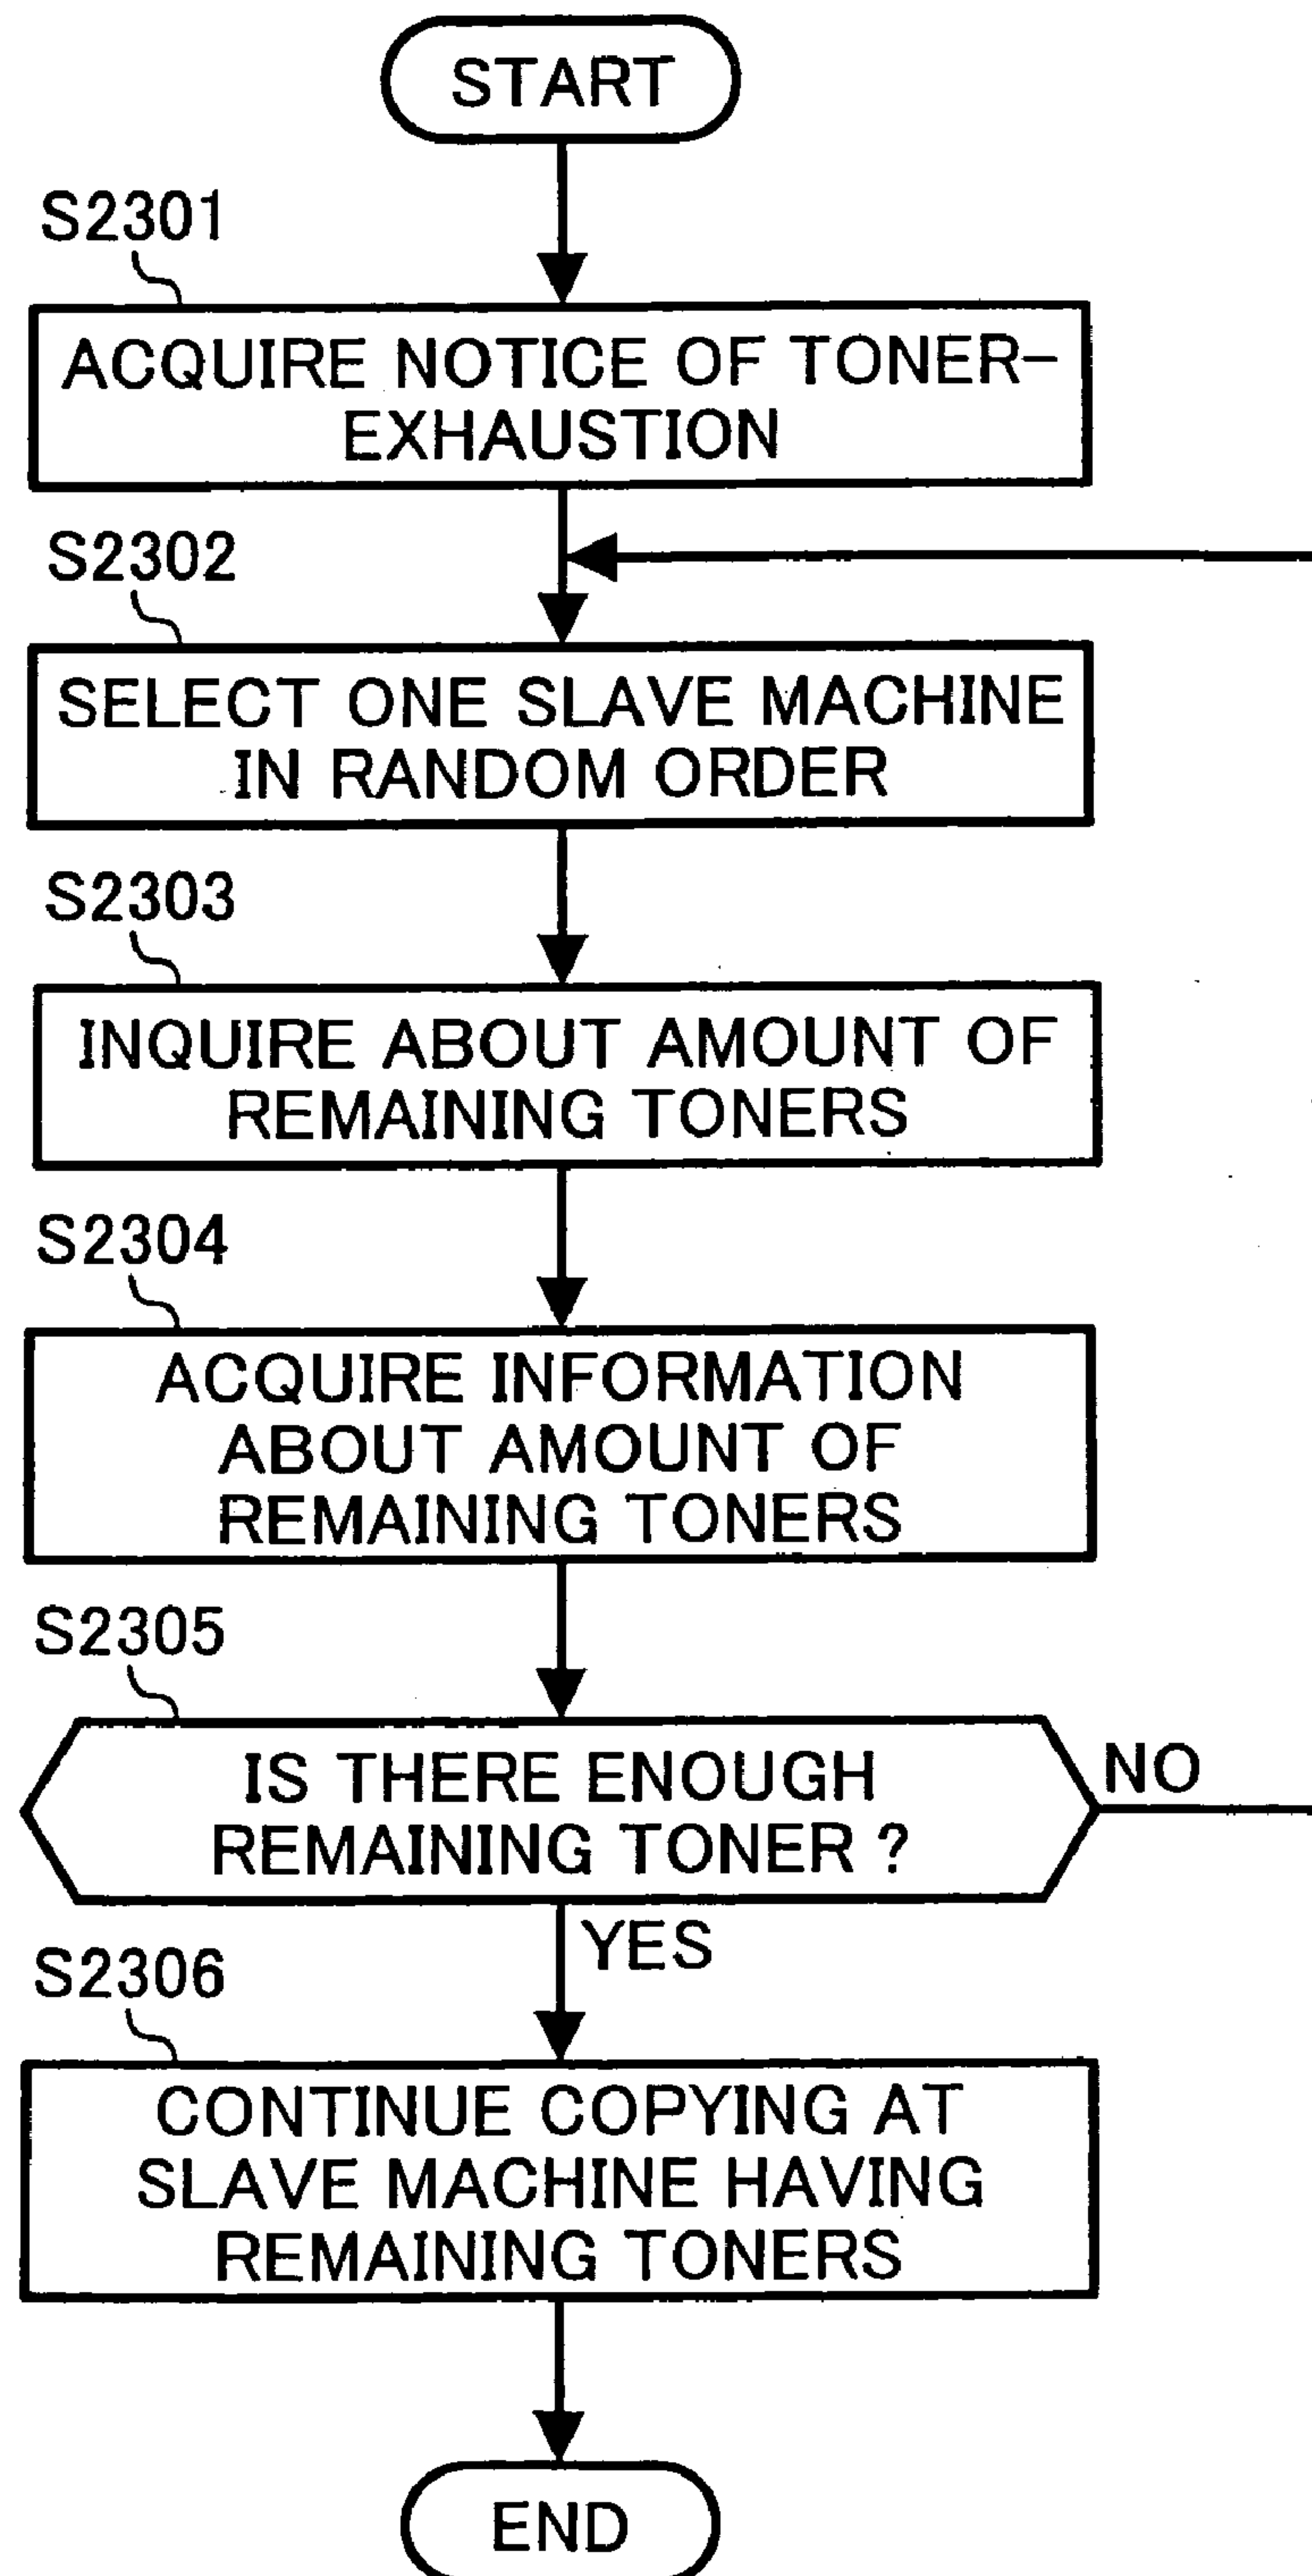 START
S2301
ACQUIRE NOTICE OF TONER-
EXHAUSTION
S2302
SELECT ONE SLAVE MACHINE
IN RANDOM ORDER
S2303
INQUIRE ABOUT AMOUNT OF
REMAINING TONERS
S2304
ACQUIRE INFORMATION
ABOUT AMOUNT OF
REMAINING TONERS
S2305
IS THERE ENOUGH
REMAINING TONER ?
NO
YES
S2306
CONTINUE COPYING AT
SLAVE MACHINE HAVING
REMAINING TONERS
END